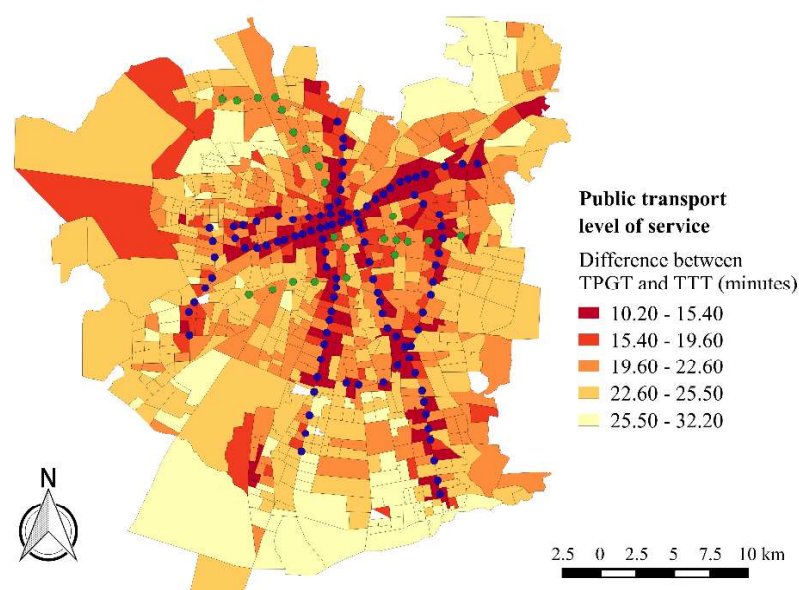 Public transport
level of service
Difference between
TPGT and TTT (minutes)
10.20 - 15.40
15.40 - 19.60
19.60 - 22.60
22.60 - 25.50
25.50 - 32.20
N
2.5 0 2.5 5 7.5 10 km